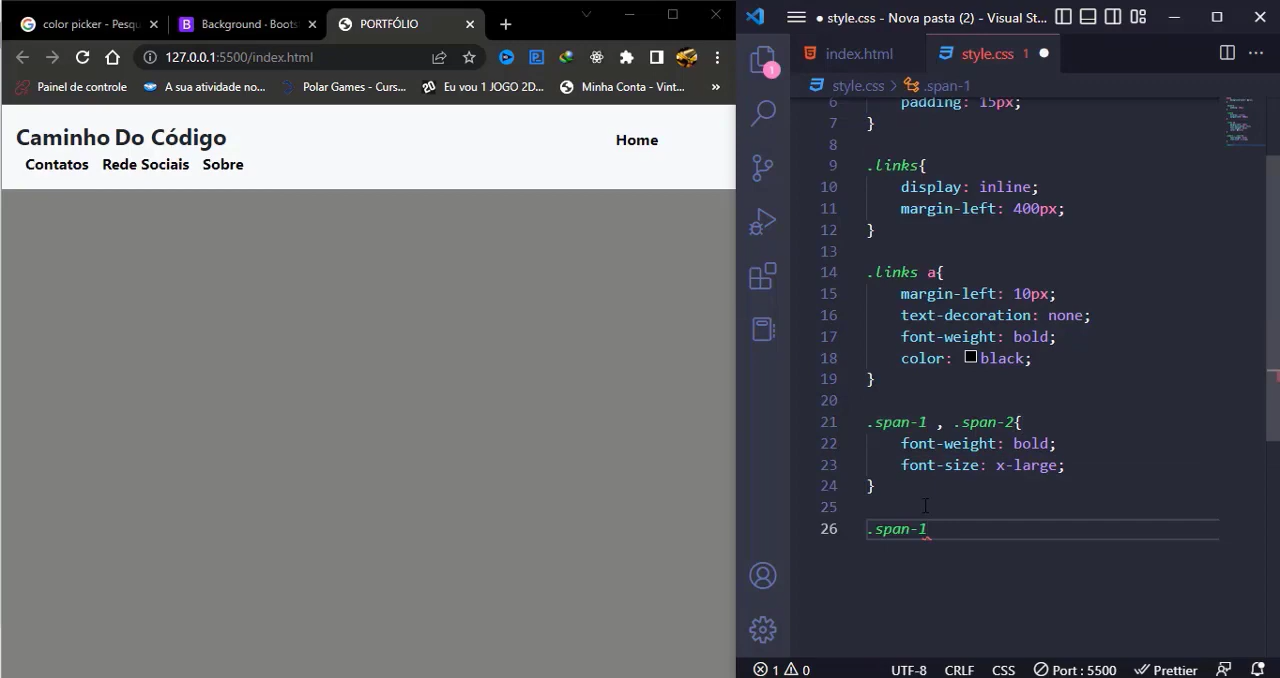 color picker - Pesqu
Background · Boots
PORTFÓLIO
127.0.0.1:5500/index.html
Painel de controle
A sua atividade no...
Polar Games - Curs...
20 Eu vou 1 JOGO 2D...
Minha Conta - Vint...
»
Caminho Do Código
Home
Contatos Rede Sociais Sobre
● style.css - Nova pasta (2) - Visual St...
index.html
style.css 1
style.css > .span-1
1
6 padding: 15px;
7 }
8
9 .links{
10 display: inline;
11 margin-left: 400px;
12 }
13
14 .links a{
15 margin-left: 10px;
16 text-decoration: none;
17 font-weight: bold;
18 color: black;
19 }
20
21 .span-1 , .span-2{
22 font-weight: bold;
23 font-size: x-large;
24 }
25
26 .span-1
1 0 UTF-8 CRLF CSS Port : 5500 Prettier